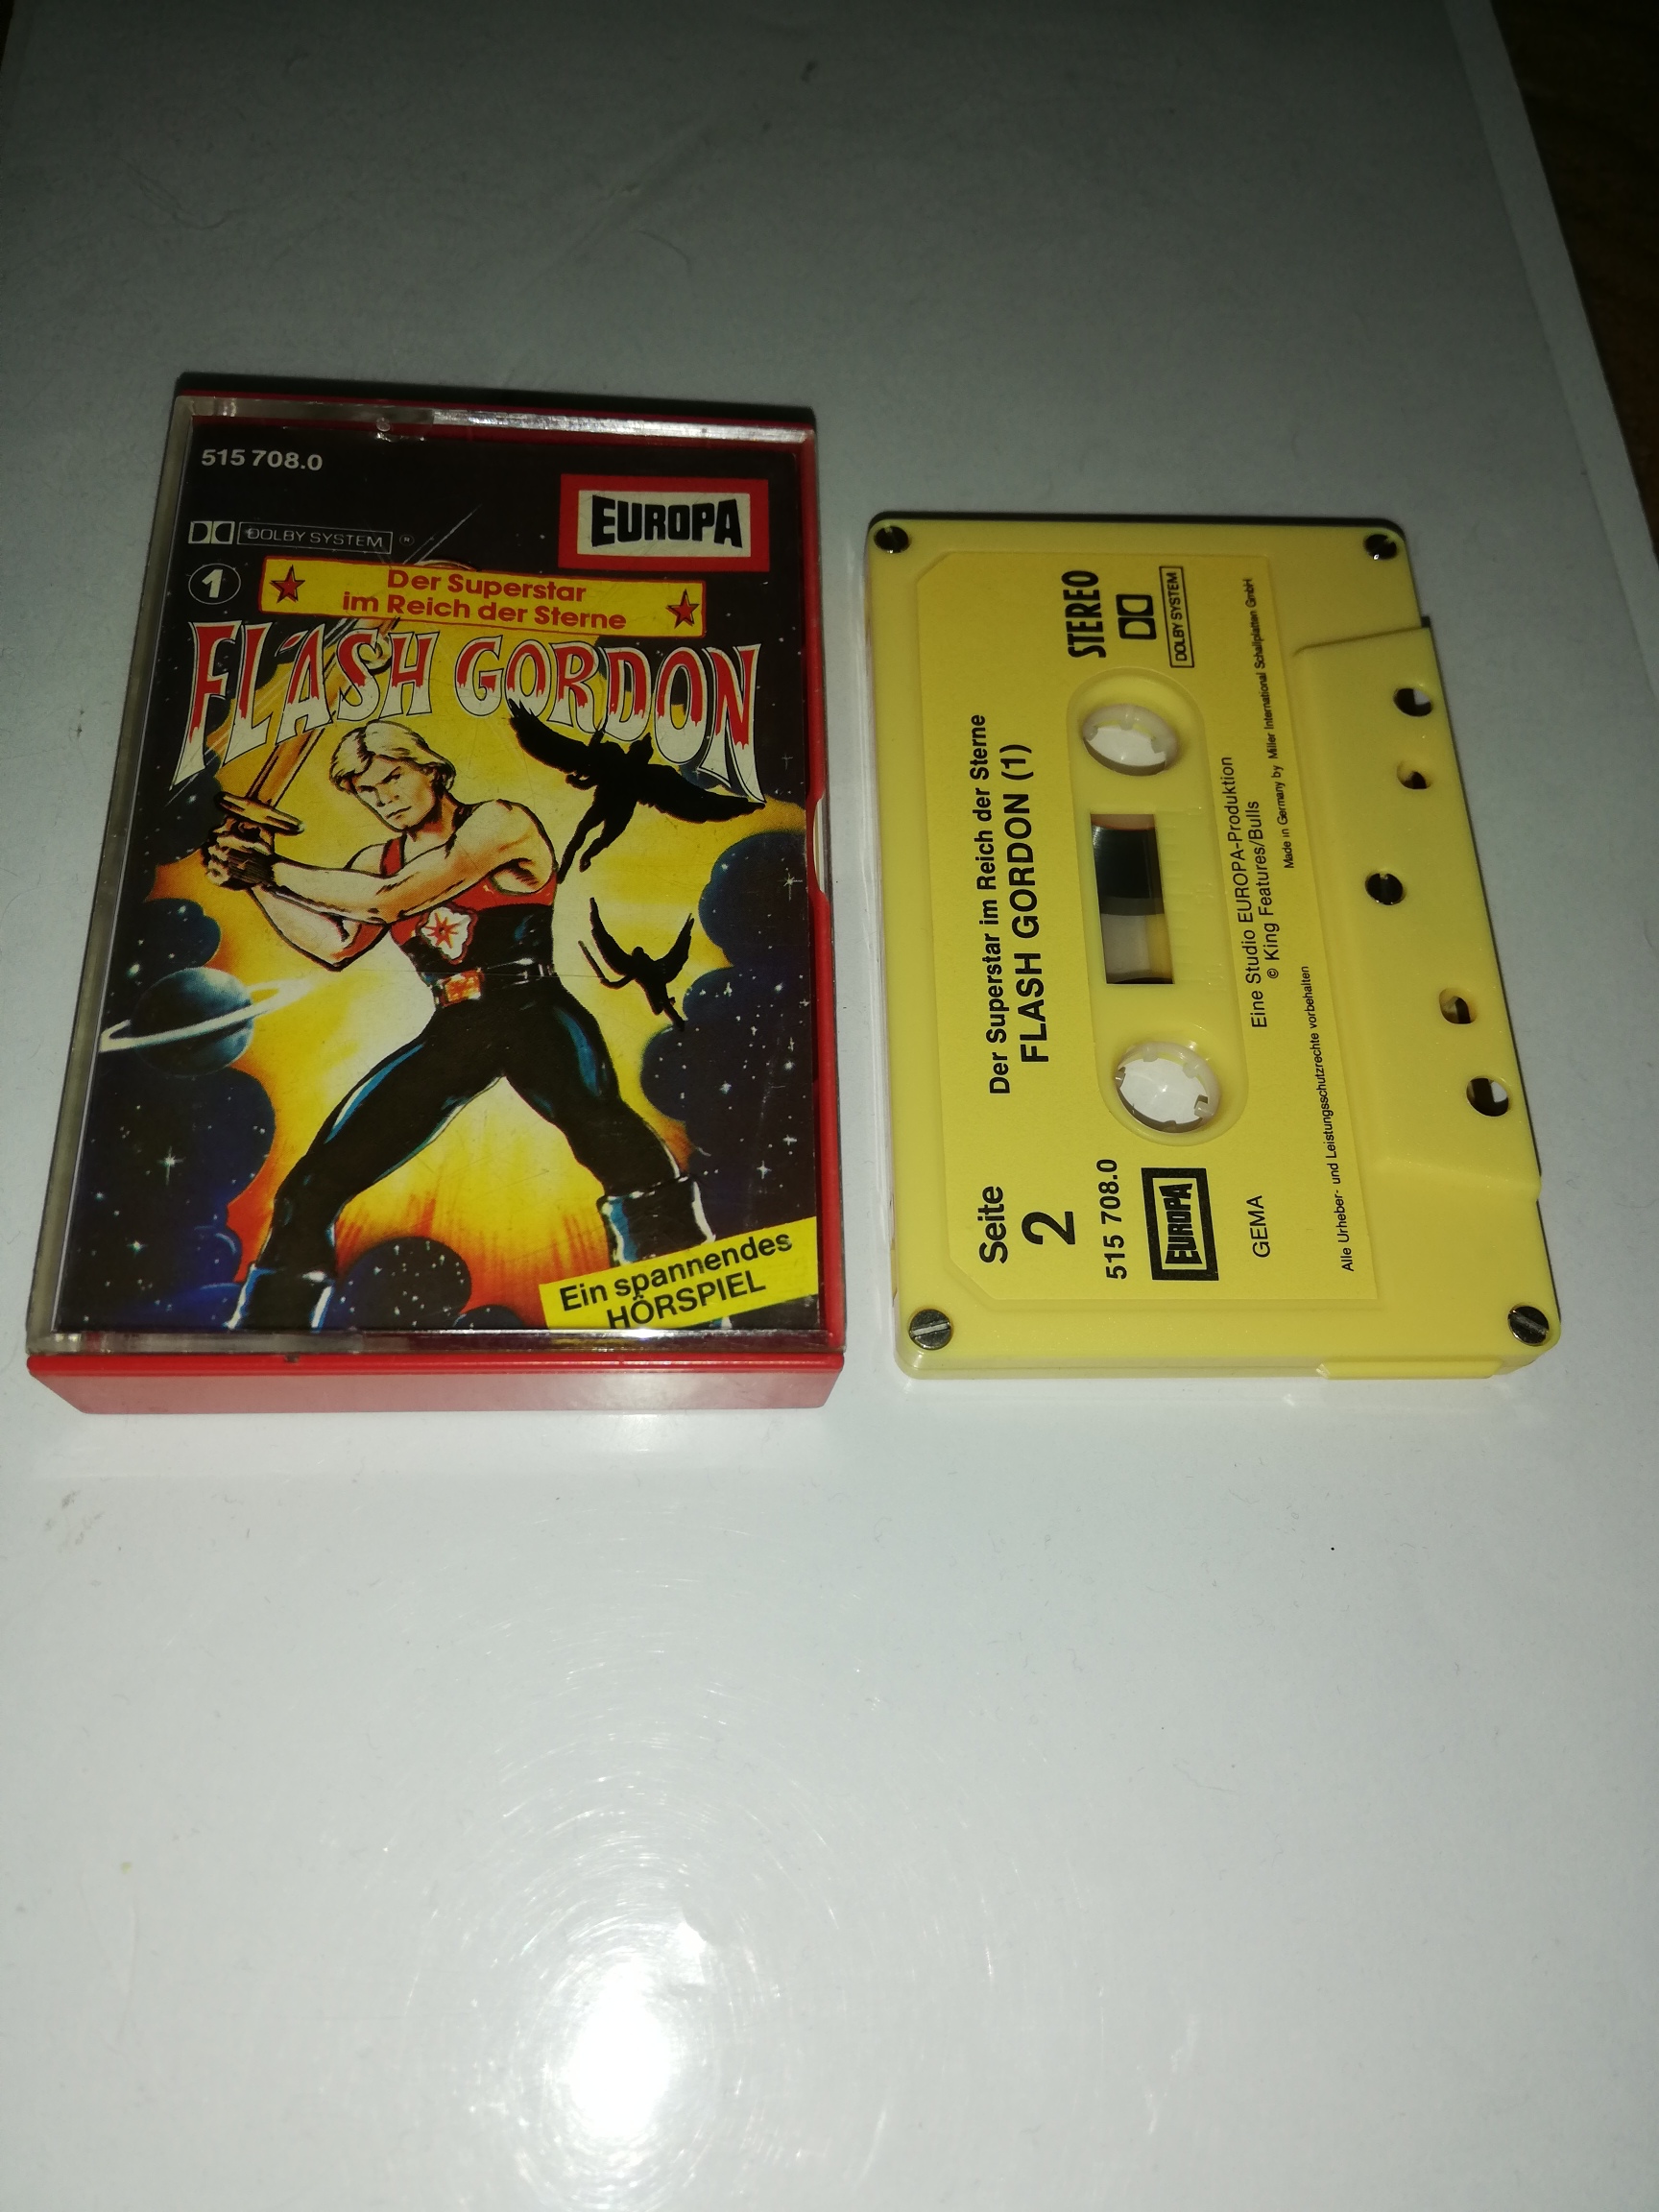 515 708.0
EUROPA
DOLBY SYSTEM ®
1
Der Superstar
im Reich der Sterne
FLASH GORDON
Ein spannendes
HÖRSPIEL
Seite
2
Der Superstar im Reich der Sterne
FLASH GORDON (1)
STEREO
DOLBY SYSTEM
515 708.0
EUROPA
GEMA
Eine Studio EUROPA-Produktion
© King Features/Bulls
Made in Germany by Miller International Schallplatten GmbH
Alle Urheber- und Leistungsschutzrechte vorbehalten